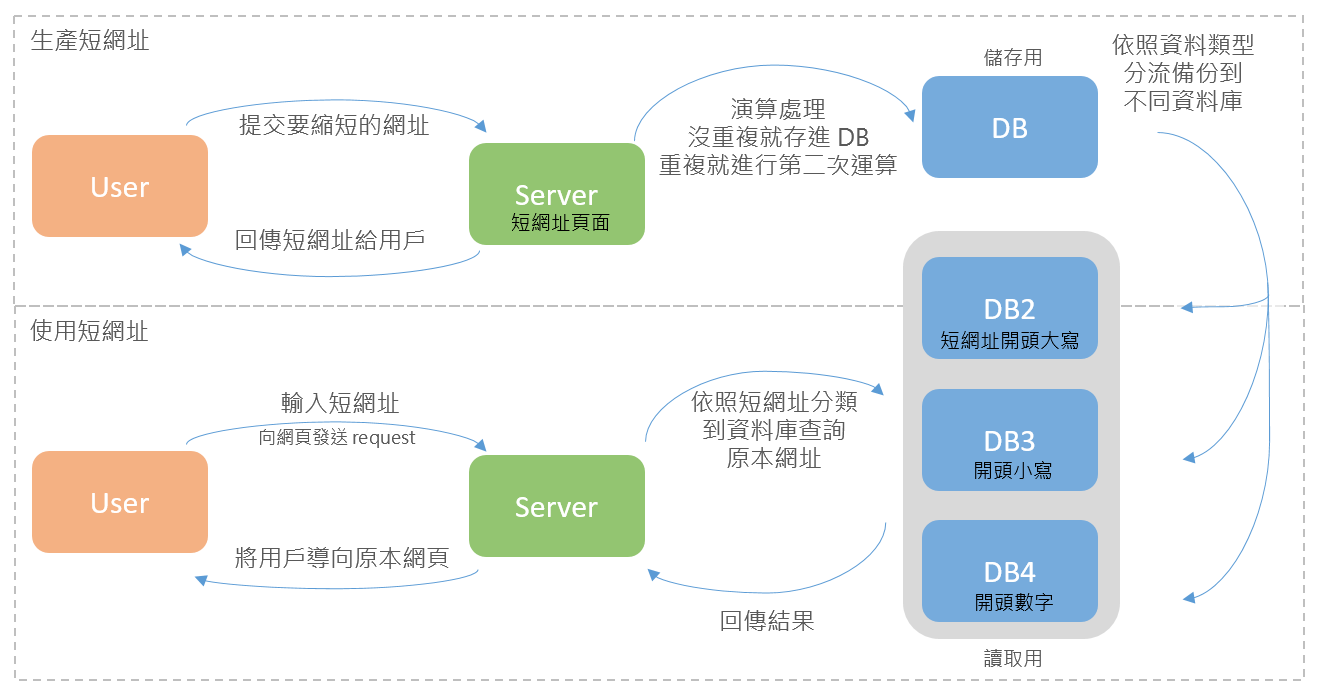 生產短網址
User
提交要縮短的網址
回傳短網址給用戶
Server
短網址頁面
演算處理
沒重複就存進 DB
重複就進行第二次運算
儲存用
DB
依照資料類型
分流備份到
不同資料庫
使用短網址
User
輸入短網址
向網頁發送 request
將用戶導向原本網頁
Server
依照短網址分類
到資料庫查詢
原本網址
回傳結果
DB2
短網址開頭大寫
DB3
開頭小寫
DB4
開頭數字
讀取用